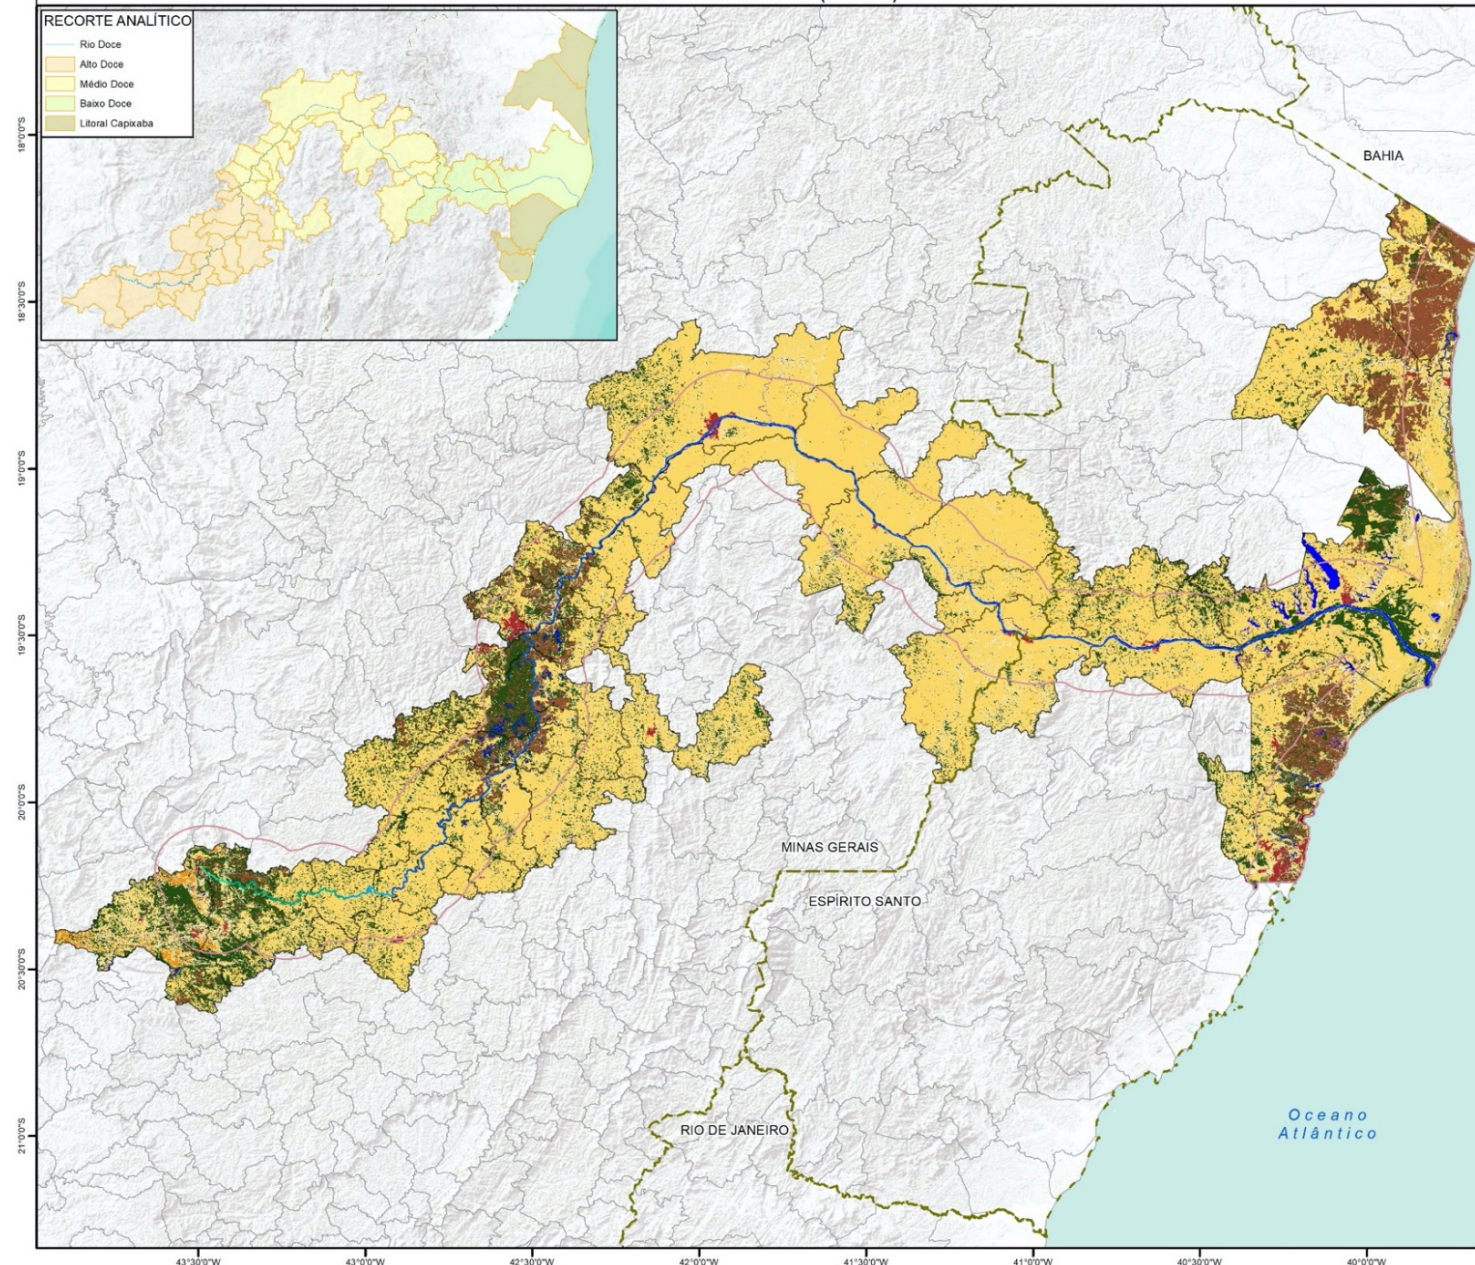 RECORTE ANALÍTICO
Rio Doce
Alto Doce
Médio Doce
Baixo Doce
Litoral Capixaba
BAHIA
MINAS GERAIS
ESPÍRITO SANTO
RIO DE JANEIRO
Oceano
Atlântico
18°0'0"S
18°30'0"S
19°0'0"S
19°30'0"S
20°0'0"S
20°30'0"S
21°0'0"S
43°30'0"W
43°0'0"W
42°30'0"W
42°0'0"W
41°30'0"W
41°0'0"W
40°30'0"W
40°0'0"W